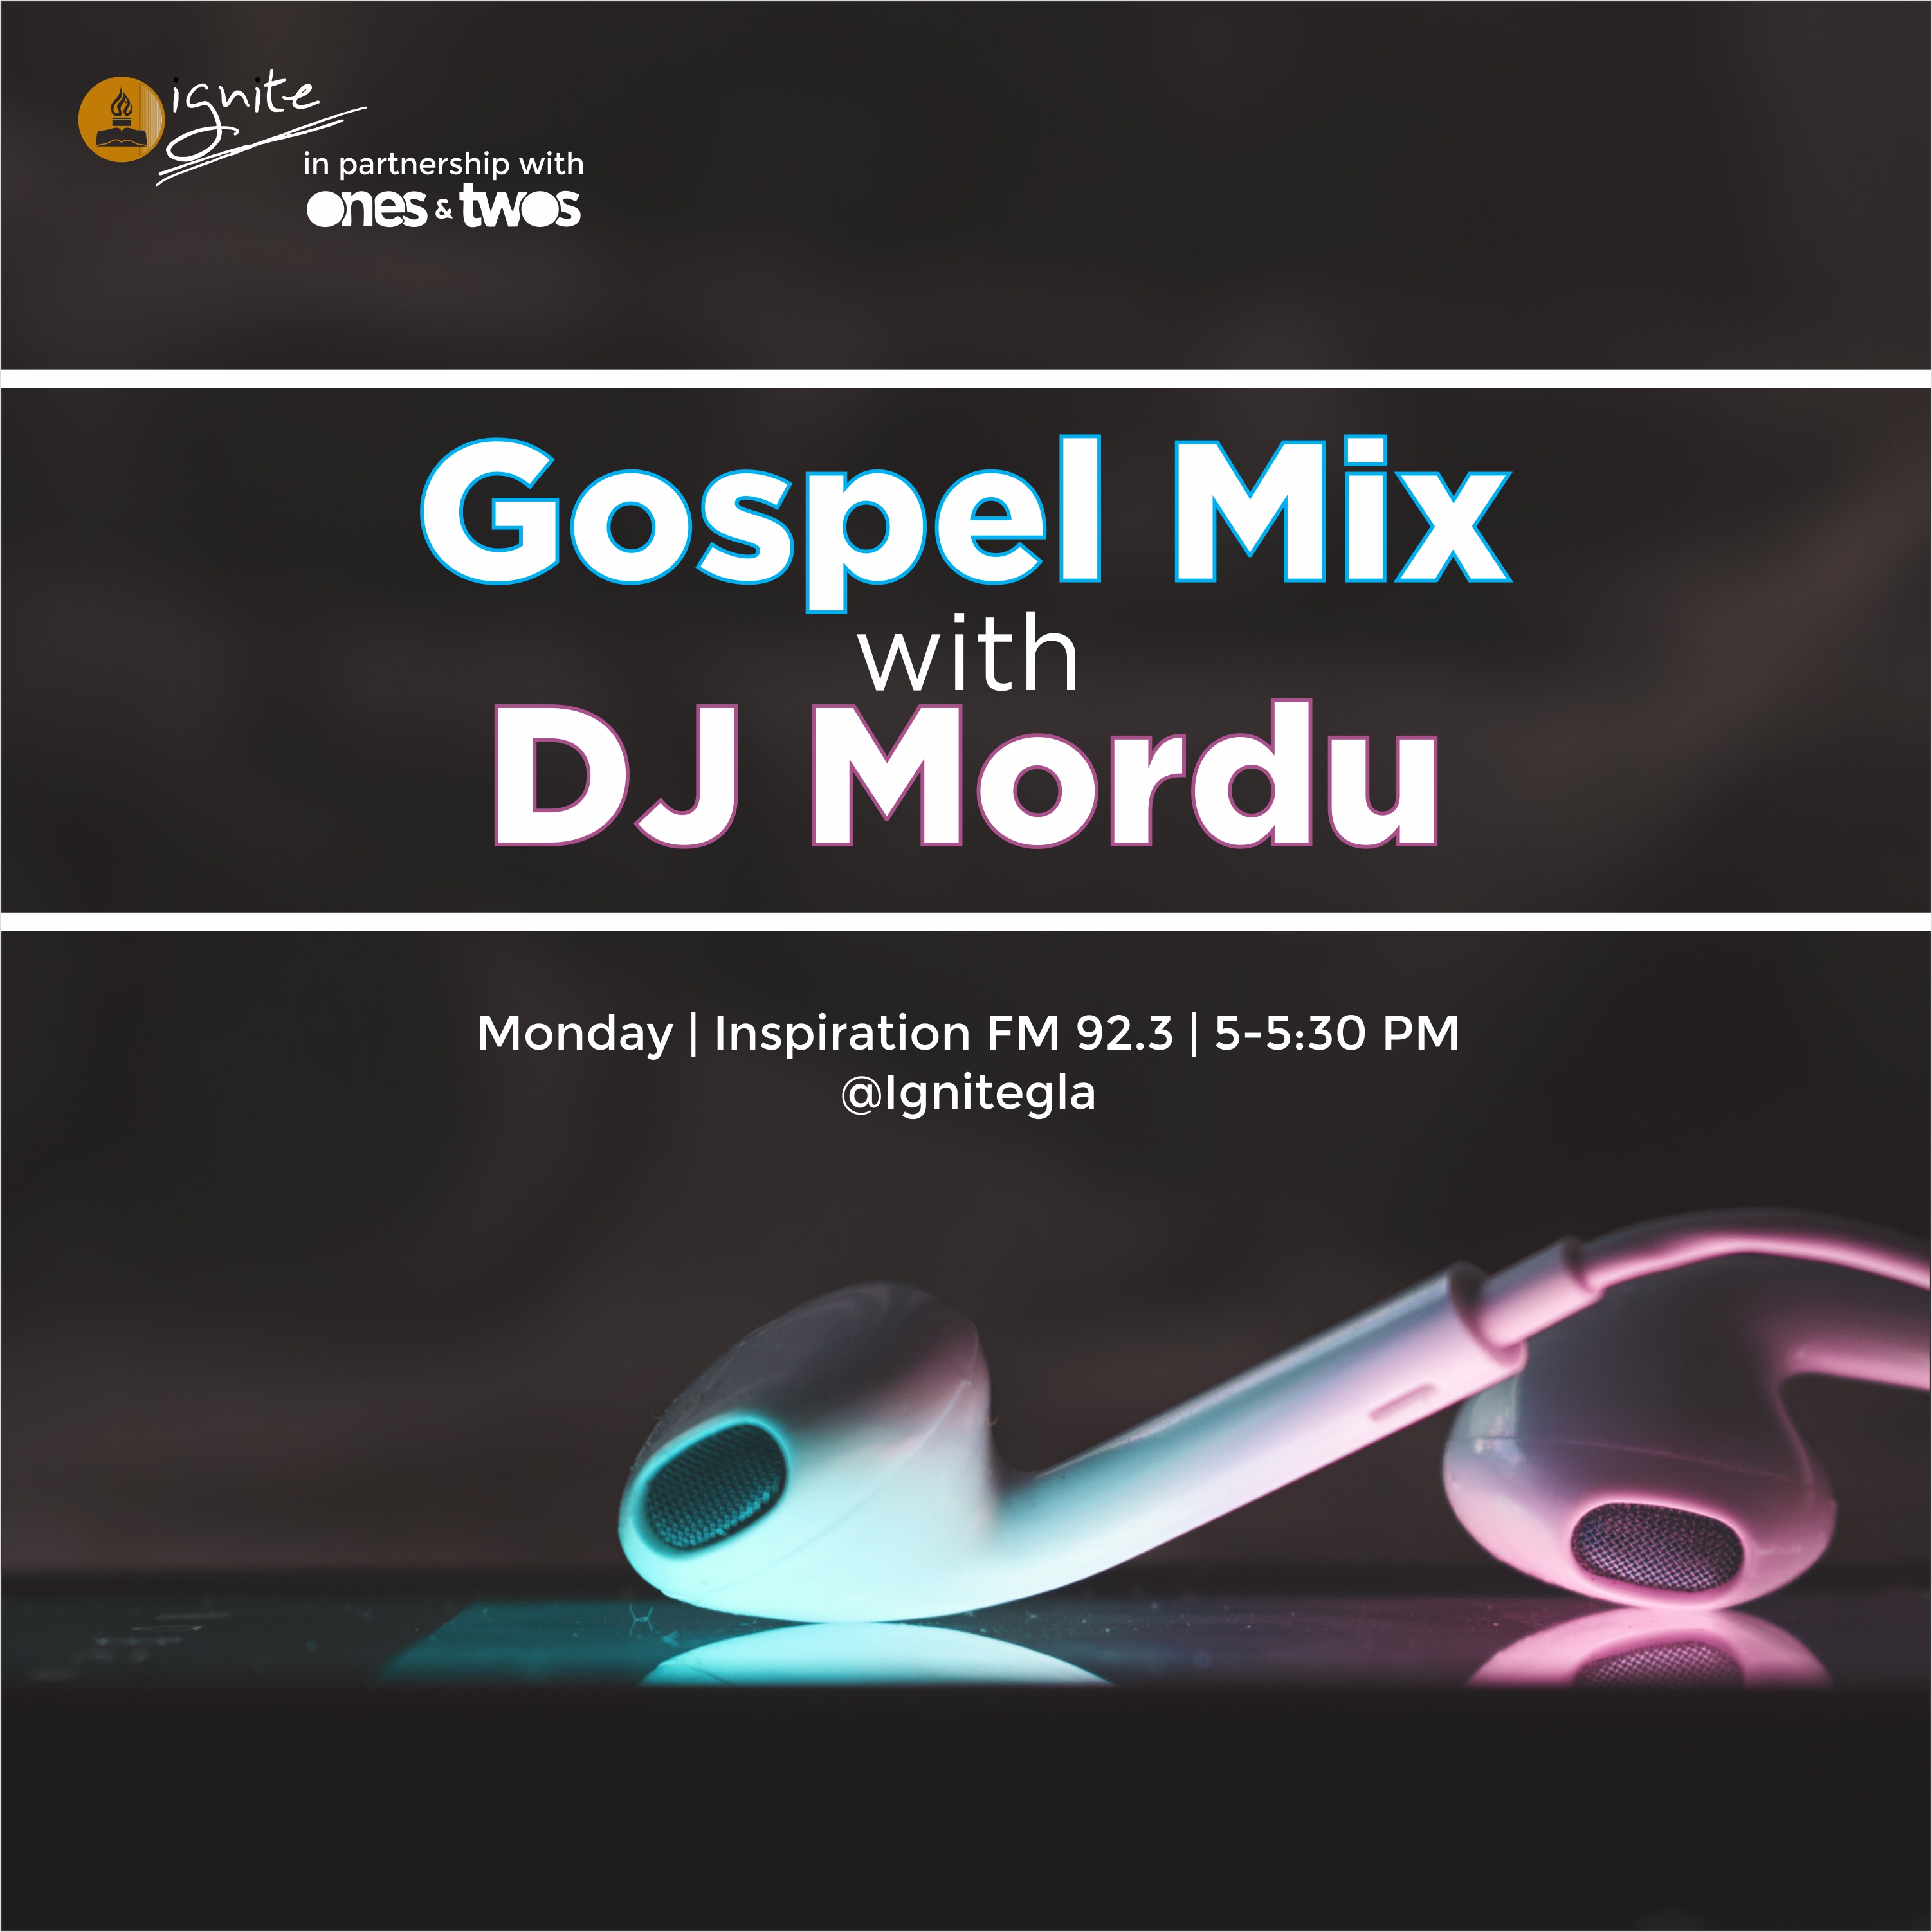 ignite
in partnership with
ones & twos
Gospel Mix
with
DJ Mordu
Monday | Inspiration FM 92.3 | 5-5:30 PM
@Ignitegla